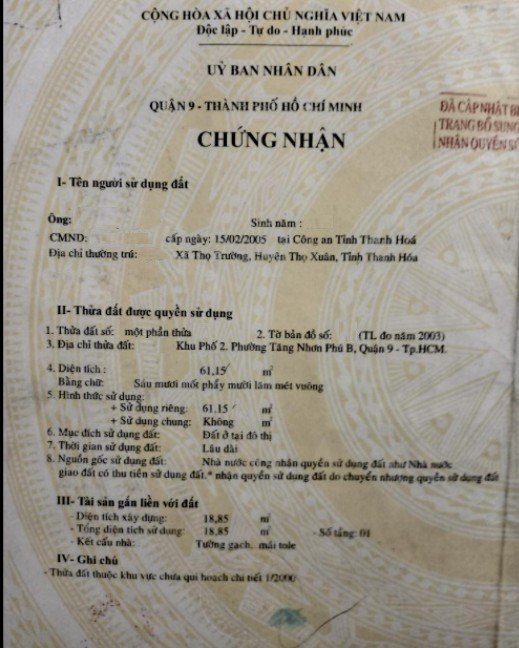 CỘNG HÒA XÃ HỘI CHỦ NGHĨA VIỆT NAM
Độc lập - Tự do - Hạnh phúc
UỶ BAN NHÂN DÂN
QUẬN 9 - THÀNH PHỐ HỒ CHÍ MINH
ĐÃ CẬP NHẬT
TRANG BỔ SUNG
NHẬN QUYỀN SỬ
CHỨNG NHẬN
I- Tên người sử dụng đất
Ông:
Sinh năm :
CMND: cấp ngày: 15/02/2005 tại Công an Tỉnh Thanh Hoá
Địa chỉ thường trú: Xã Thọ Trường, Huyện Thọ Xuân, Tỉnh Thanh Hóa
II- Thửa đất được quyền sử dụng
1. Thửa đất số: một phần thửa 2. Tờ bản đồ số: (TL đo năm 2003)
3. Địa chỉ thửa đất: Khu Phố 2. Phường Tăng Nhơn Phú B, Quận 9 - Tp.HCM.
4. Diện tích : 61,15 m²
Bằng chữ: Sáu mươi mốt phẩy mười lăm mét vuông
5. Hình thức sử dụng:
+ Sử dụng riêng: 61.15 m²
+ Sử dụng chung: Không m²
6. Mục đích sử dụng đất: Đất ở tại đô thị
7. Thời gian sử dụng đất: Lâu dài
8. Nguồn gốc sử dụng đất: Nhà nước công nhận quyền sử dụng đất như Nhà nước
giao đất có thu tiền sử dụng đất.* nhận quyền sử dụng đất do chuyển nhượng quyền sử dụng đất
III- Tài sản gắn liền với đất
- Diện tích xây dựng: 18,85 m²
- Tổng diện tích sử dụng: 18,85 m² - Số tầng: 01
- Kết cấu nhà: Tường gạch, mái tole
IV- Ghi chú
- Thửa đất thuộc khu vực chưa qui hoạch chi tiết 1/2000